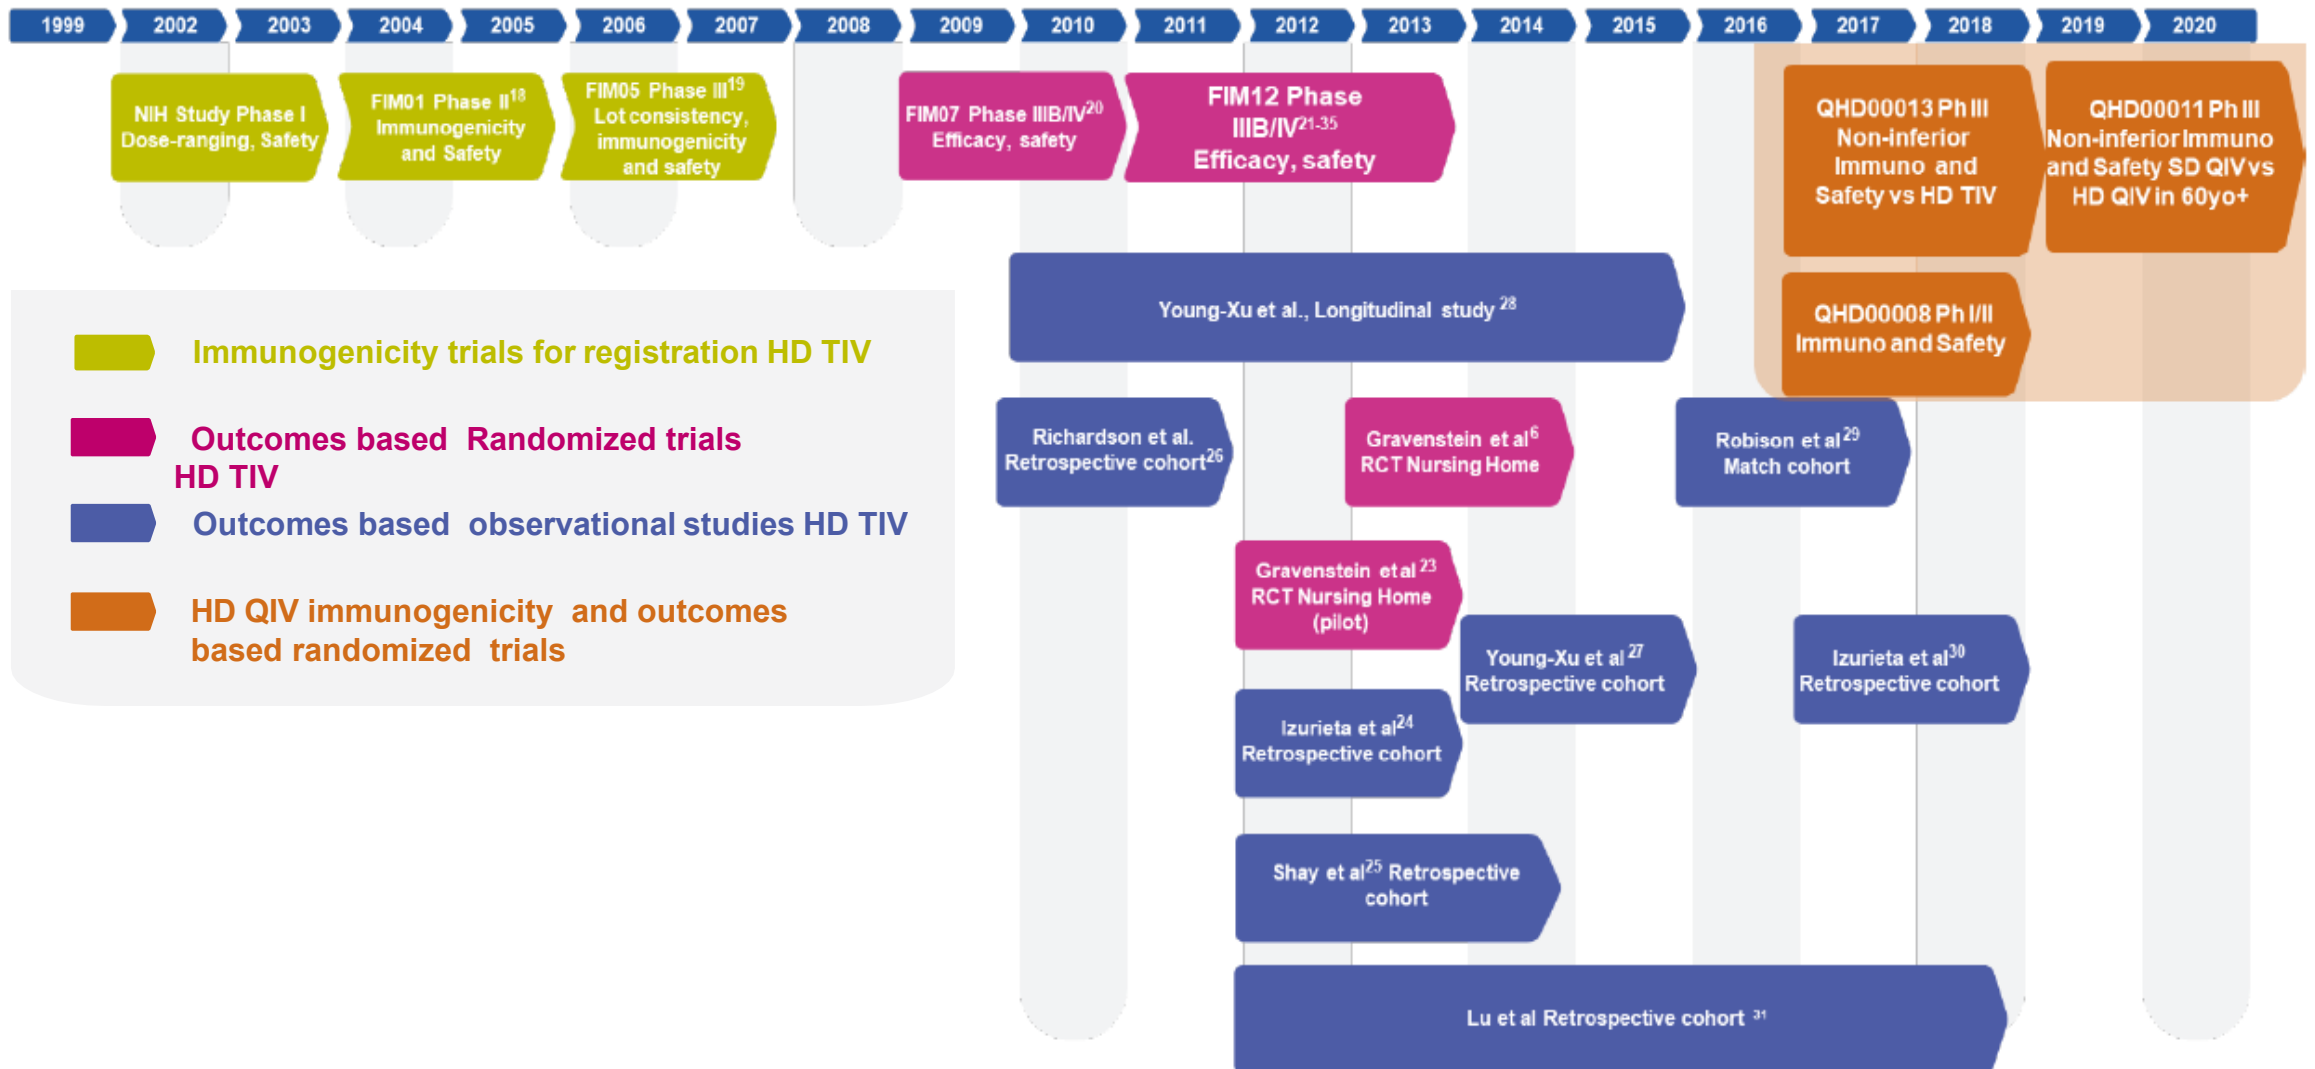 1999 2002 2003 2004 2005 2006 2007 2008 2009 2010 2011 2012 2013 2014 2015 2016 2017 2018 2019 2020
NIH Study Phase I
Dose-ranging, Safety
FIM01 Phase II18
Immunogenicity
and Safety
FIM05 Phase III19
Lot consistency,
immunogenicity
and safety
FIM07 Phase IIIB/IV20
Efficacy, safety
FIM12 Phase
IIIB/IV21-35
Efficacy, safety
QHD00013 Ph III
Non-inferior
Immuno and
Safety vs HD TIV
QHD00011 Ph III
Non-inferior Immuno
and Safety SD QIV vs
HD QIV in 60yo+
Young-Xu et al., Longitudinal study 28
QHD00008 Ph I/II
Immuno and Safety
Immunogenicity trials for registration HD TIV
Outcomes based Randomized trials
HD TIV
Outcomes based observational studies HD TIV
HD QIV immunogenicity and outcomes
based randomized trials
Richardson et al.
Retrospective cohort26
Gravenstein et al6
RCT Nursing Home
Robison et al29
Match cohort
Gravenstein et al 23
RCT Nursing Home
(pilot)
Young-Xu et al 27
Retrospective cohort
Izurieta et al30
Retrospective cohort
Izurieta et al24
Retrospective cohort
Shay et al25 Retrospective
cohort
Lu et al Retrospective cohort 31